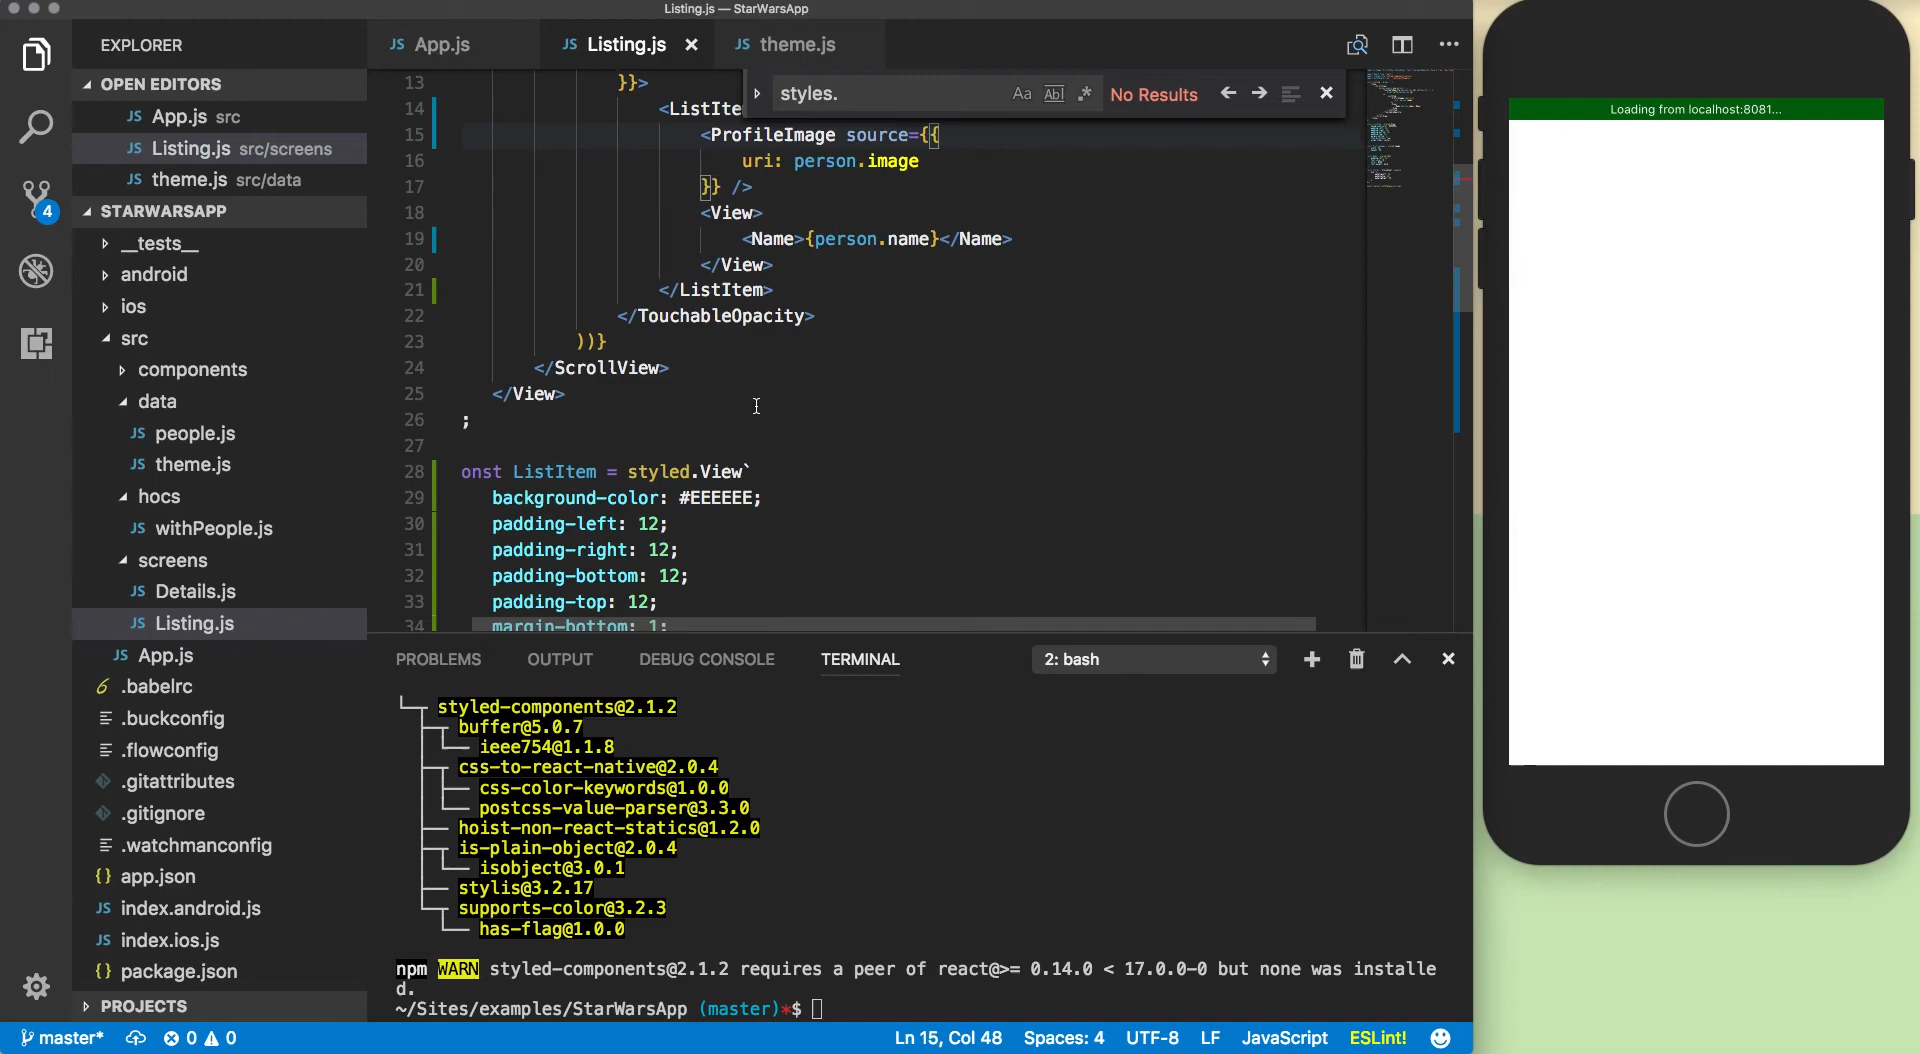 Listing.js — StarWarsApp
EXPLORER
OPEN EDITORS
JS App.js src
JS Listing.js src/screens
JS theme.js src/data
STARWARSAPP
__tests__
android
ios
src
components
data
JS people.js
JS theme.js
hocs
JS withPeople.js
screens
JS Details.js
JS Listing.js
JS App.js
.babelrc
.buckconfig
.flowconfig
.gitattributes
.gitignore
.watchmanconfig
{} app.json
JS index.android.js
JS index.ios.js
{} package.json
PROJECTS
4
JS App.js
JS Listing.js
JS theme.js
styles.
Aa Abl .* No Results
13 }}>
14 <ListIte
15 <ProfileImage source={{
16 uri: person.image
17 }} />
18 <View>
19 <Name>{person.name}</Name>
20 </View>
21 </ListItem>
22 </TouchableOpacity>
23 ))}
24 </ScrollView>
25 </View>
26 ;
27
28 onst ListItem = styled.View`
29 background-color: #EEEEEE;
30 padding-left: 12;
31 padding-right: 12;
32 padding-bottom: 12;
33 padding-top: 12;
34 margin-bottom: 1;
PROBLEMS OUTPUT DEBUG CONSOLE TERMINAL 2: bash
└─┬ styled-components@2.1.2
├─┬ buffer@5.0.7
│ └── ieee754@1.1.8
├─┬ css-to-react-native@2.0.4
│ ├── css-color-keywords@1.0.0
│ └── postcss-value-parser@3.3.0
├── hoist-non-react-statics@1.2.0
├─┬ is-plain-object@2.0.4
│ └── isobject@3.0.1
├── stylis@3.2.17
└─┬ supports-color@3.2.3
└── has-flag@1.0.0
npm WARN styled-components@2.1.2 requires a peer of react@>= 0.14.0 < 17.0.0-0 but none was installe
d.
~/Sites/examples/StarWarsApp (master)*$
master* 0 0 Ln 15, Col 48 Spaces: 4 UTF-8 LF JavaScript ESLint!
Loading from localhost:8081...